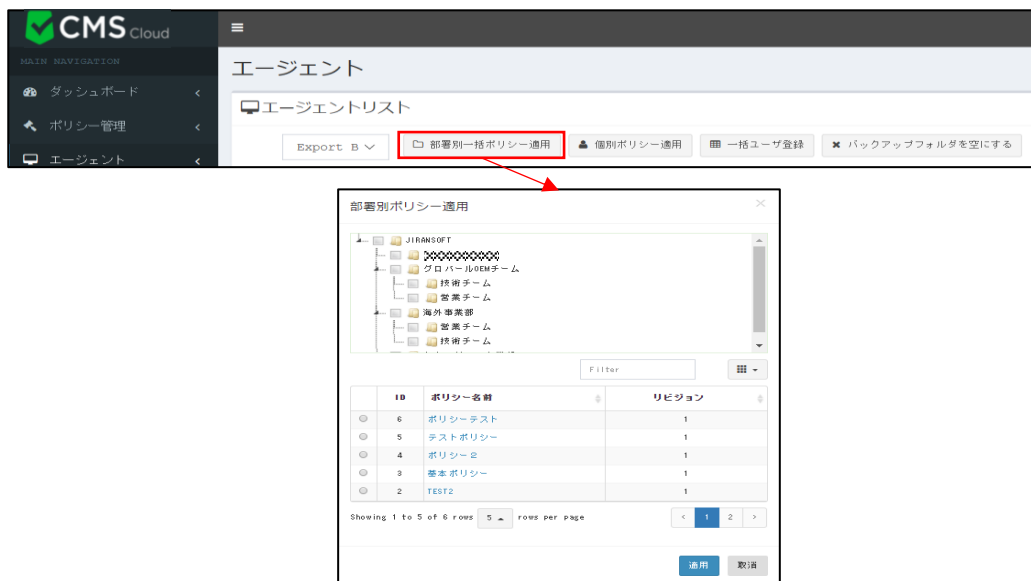 CMS Cloud
MAIN NAVIGATION
ダッシュボード
ポリシー管理
エージェント
エージェント
エージェントリスト
Export B
部署別一括ポリシー適用
個別ポリシー適用
一括ユーザ登録
バックアップフォルダを空にする
部署別ポリシー適用
JIRANSOFT
グローバールOEMチーム
技術チーム
営業チーム
海外事業部
営業チーム
技術チーム
Filter
ID ポリシー名前 リビジョン
6 ポリシーテスト 1
5 テストポリシー 1
4 ポリシー2 1
3 基本ポリシー 1
2 TEST2 1
Showing 1 to 5 of 6 rows 5 rows per page
< 1 2 >
適用 取消